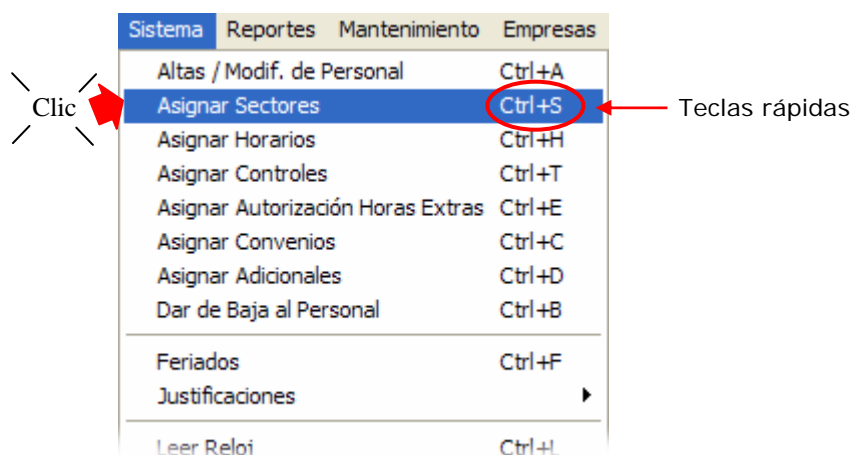 Sistema Reportes Mantenimiento Empresas
Altas / Modif. de Personal Ctrl+A
Clic Asignar Sectores Ctrl+S Teclas rápidas
Asignar Horarios Ctrl+H
Asignar Controles Ctrl+T
Asignar Autorización Horas Extras Ctrl+E
Asignar Convenios Ctrl+C
Asignar Adicionales Ctrl+D
Dar de Baja al Personal Ctrl+B
Feriados Ctrl+F
Justificaciones
Leer Reloj Ctrl+L